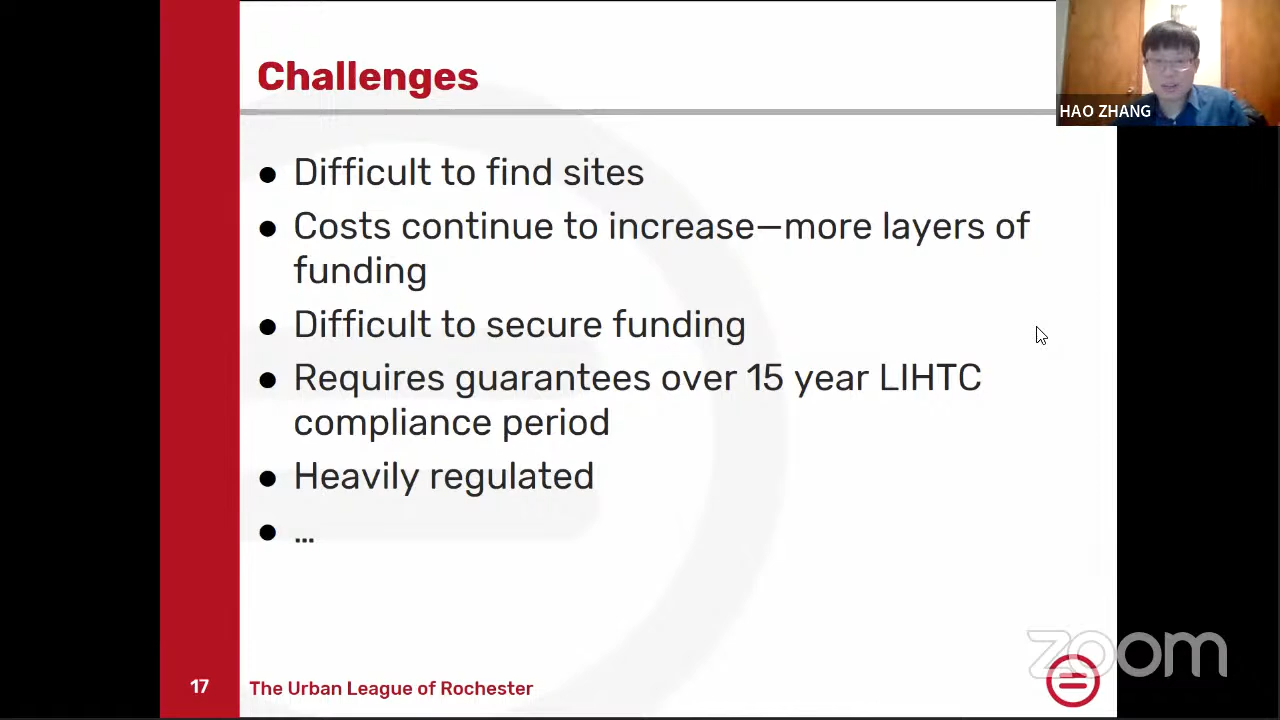 Challenges
HAO ZHANG
● Difficult to find sites
● Costs continue to increase—more layers of
funding
● Difficult to secure funding
● Requires guarantees over 15 year LIHTC
compliance period
● Heavily regulated
● ...
zoom
17
The Urban League of Rochester